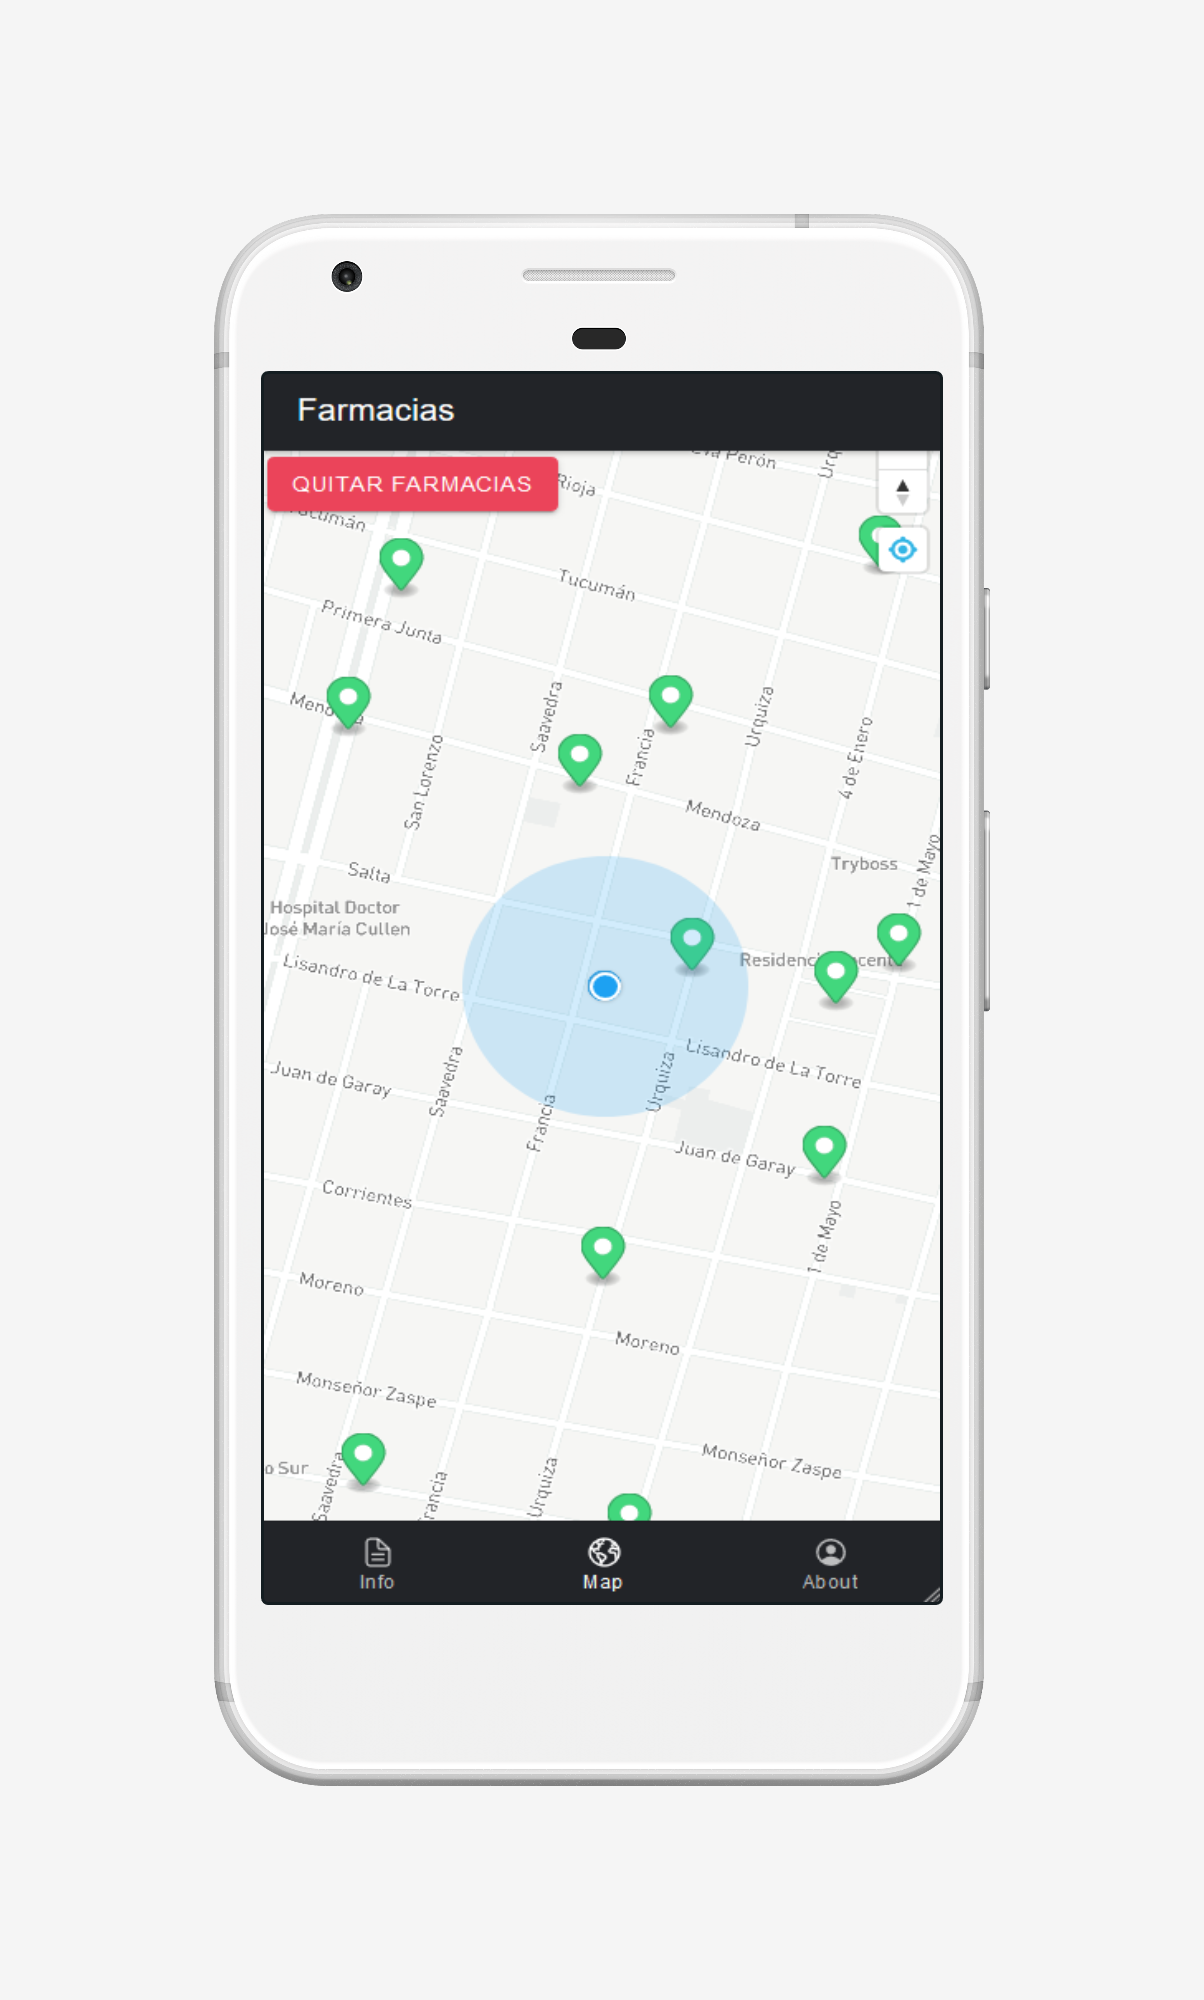 Farmacias
QUITAR FARMACIAS
Eva Perón
Urq
Rioja
Tucumán
Tucumán
Primera Junta
Saavedra
Urquiza
Francia
4 de Enero
San Lorenzo
Mendoza
Tryboss
1 de Mayo
Salta
Hospital Doctor
José María Cullen
Lisandro de La Torre
Lisandro de La Torre
Saavedra
Urquiza
Juan de Garay
Francia
Juan de Garay
Corrientes
1 de Mayo
Moreno
Moreno
Monseñor Zaspe
Monseñor Zaspe
o Sur
Saavedra
rancia
Urquiza
Info
Map
About